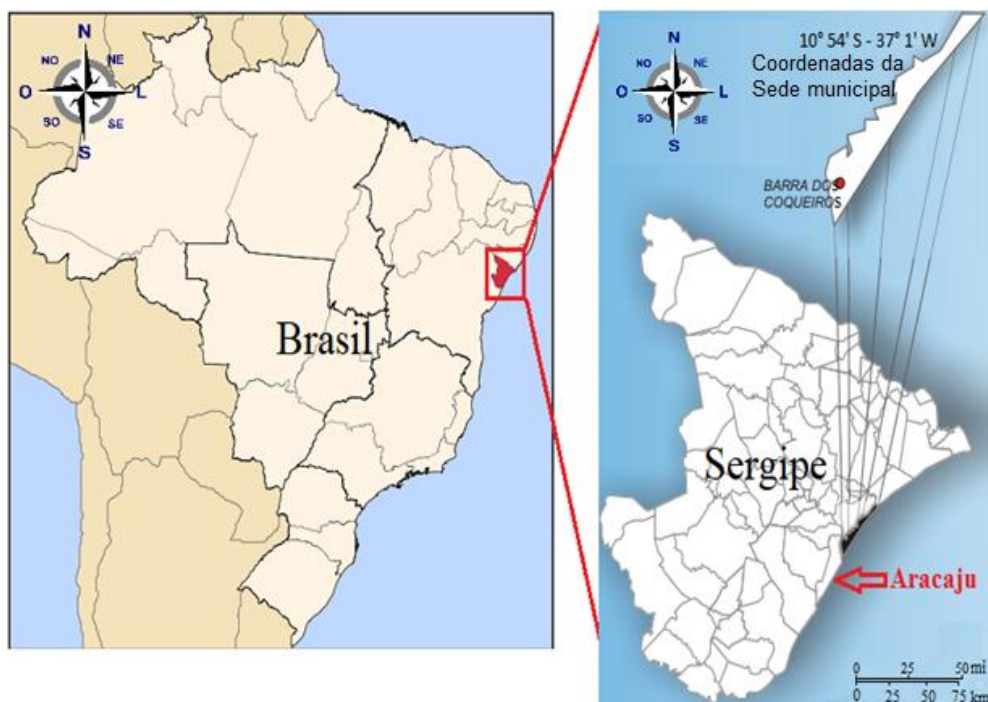 N
NO NE
O L
SO SE
S
Brasil
N
NO NE
O L
SO SE
S
10° 54' S - 37° 1' W
Coordenadas da
Sede municipal
BARRA DOS
COQUEIROS
Sergipe
Aracaju
0 25 50 mi
0 25 50 75 km